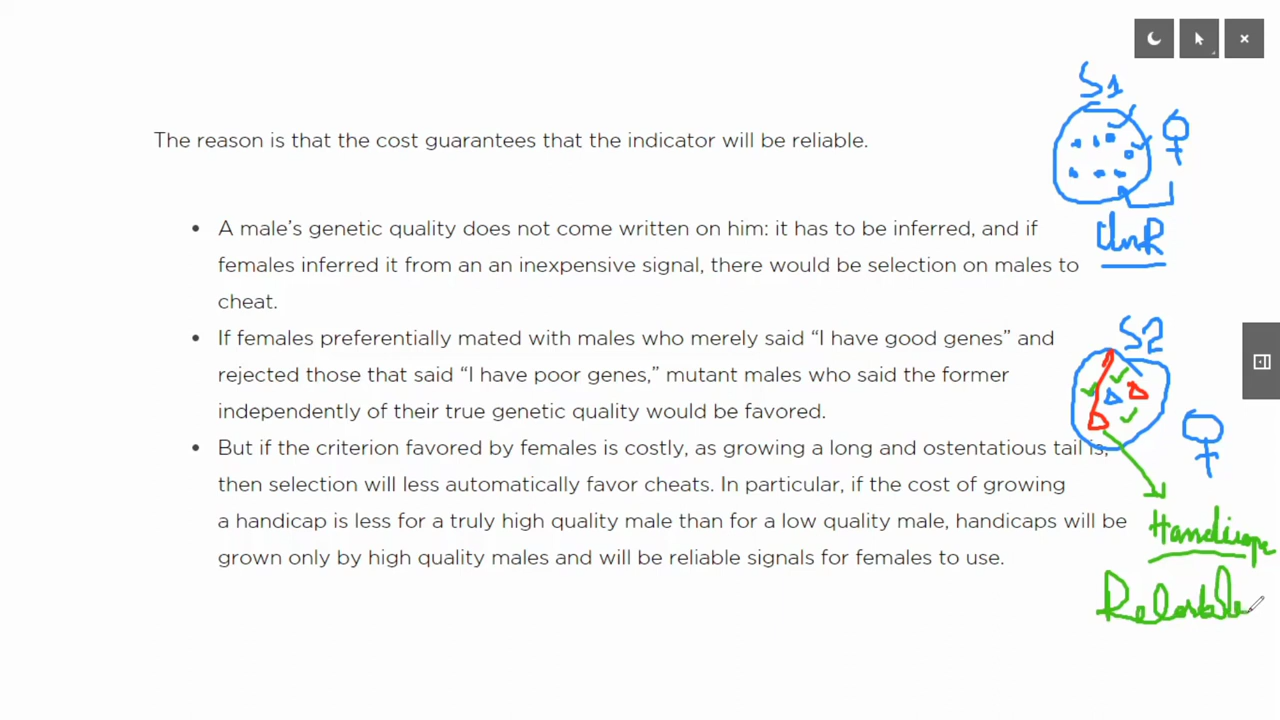 The reason is that the cost guarantees that the indicator will be reliable.
• A male's genetic quality does not come written on him: it has to be inferred, and if
females inferred it from an an inexpensive signal, there would be selection on males to
cheat.
• If females preferentially mated with males who merely said “I have good genes” and
rejected those that said “I have poor genes,” mutant males who said the former
independently of their true genetic quality would be favored.
• But if the criterion favored by females is costly, as growing a long and ostentatious tail is,
then selection will less automatically favor cheats. In particular, if the cost of growing
a handicap is less for a truly high quality male than for a low quality male, handicaps will be
grown only by high quality males and will be reliable signals for females to use.
S1
♀
UnR
S2
♀